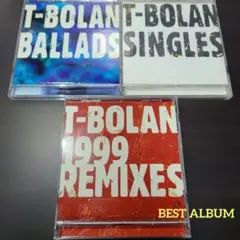 T-BOLAN
BALLADS
T-BOLAN
SINGLES
T-BOLAN
1999
REMIXES
BEST ALBUM